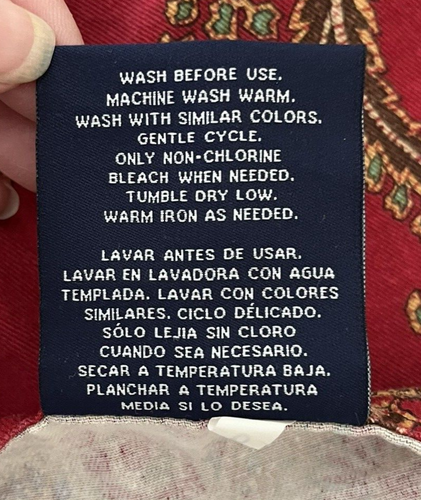 WASH BEFORE USE.
MACHINE WASH WARM.
WASH WITH SIMILAR COLORS.
GENTLE CYCLE.
ONLY NON-CHLORINE
BLEACH WHEN NEEDED.
TUMBLE DRY LOW.
WARM IRON AS NEEDED.
LAVAR ANTES DE USAR.
LAVAR EN LAVADORA CON AGUA
TEMPLADA. LAVAR CON COLORES
SIMILARES. CICLO DÉLICADO.
SÓLO LEJIA SIN CLORO
CUANDO SEA NECESARIO.
SECAR A TEMPERATURA BAJA.
PLANCHAR A TEMPERATURA
MEDIA SI LO DESEA.